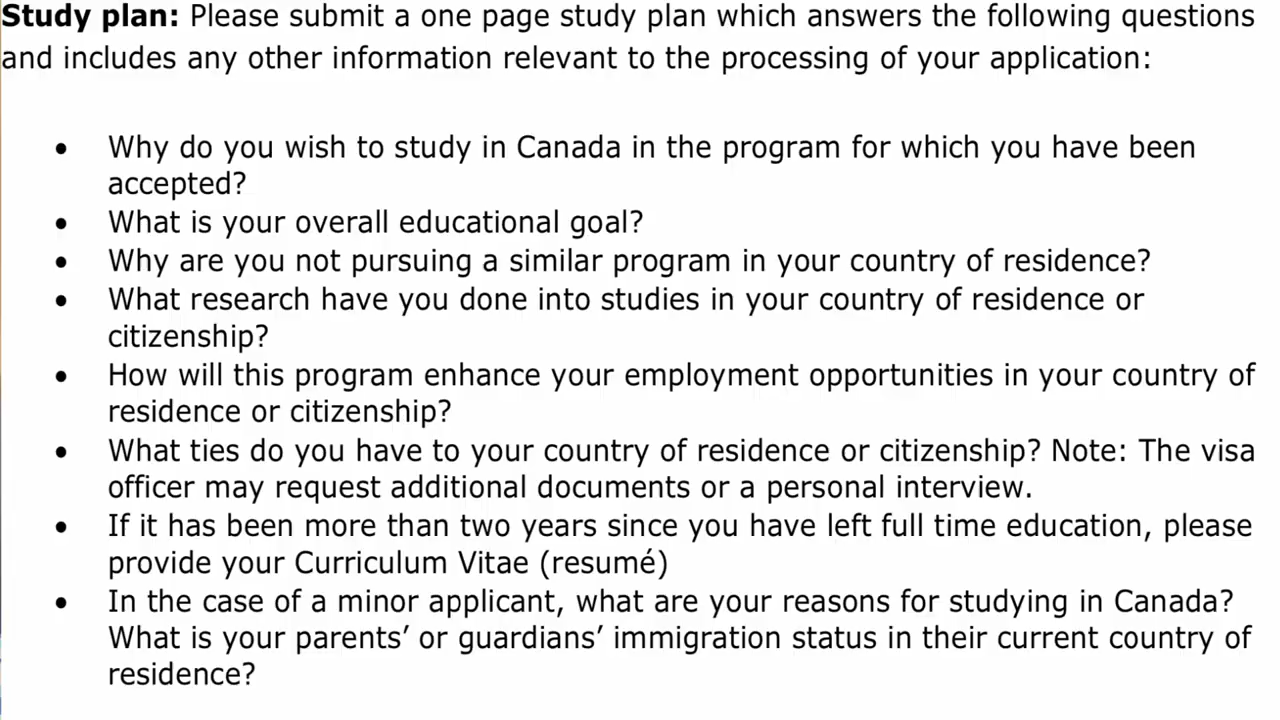 Study plan: Please submit a one page study plan which answers the following questions
and includes any other information relevant to the processing of your application:
• Why do you wish to study in Canada in the program for which you have been
accepted?
• What is your overall educational goal?
• Why are you not pursuing a similar program in your country of residence?
• What research have you done into studies in your country of residence or
citizenship?
• How will this program enhance your employment opportunities in your country of
residence or citizenship?
• What ties do you have to your country of residence or citizenship? Note: The visa
officer may request additional documents or a personal interview.
• If it has been more than two years since you have left full time education, please
provide your Curriculum Vitae (resumé)
• In the case of a minor applicant, what are your reasons for studying in Canada?
What is your parents’ or guardians’ immigration status in their current country of
residence?